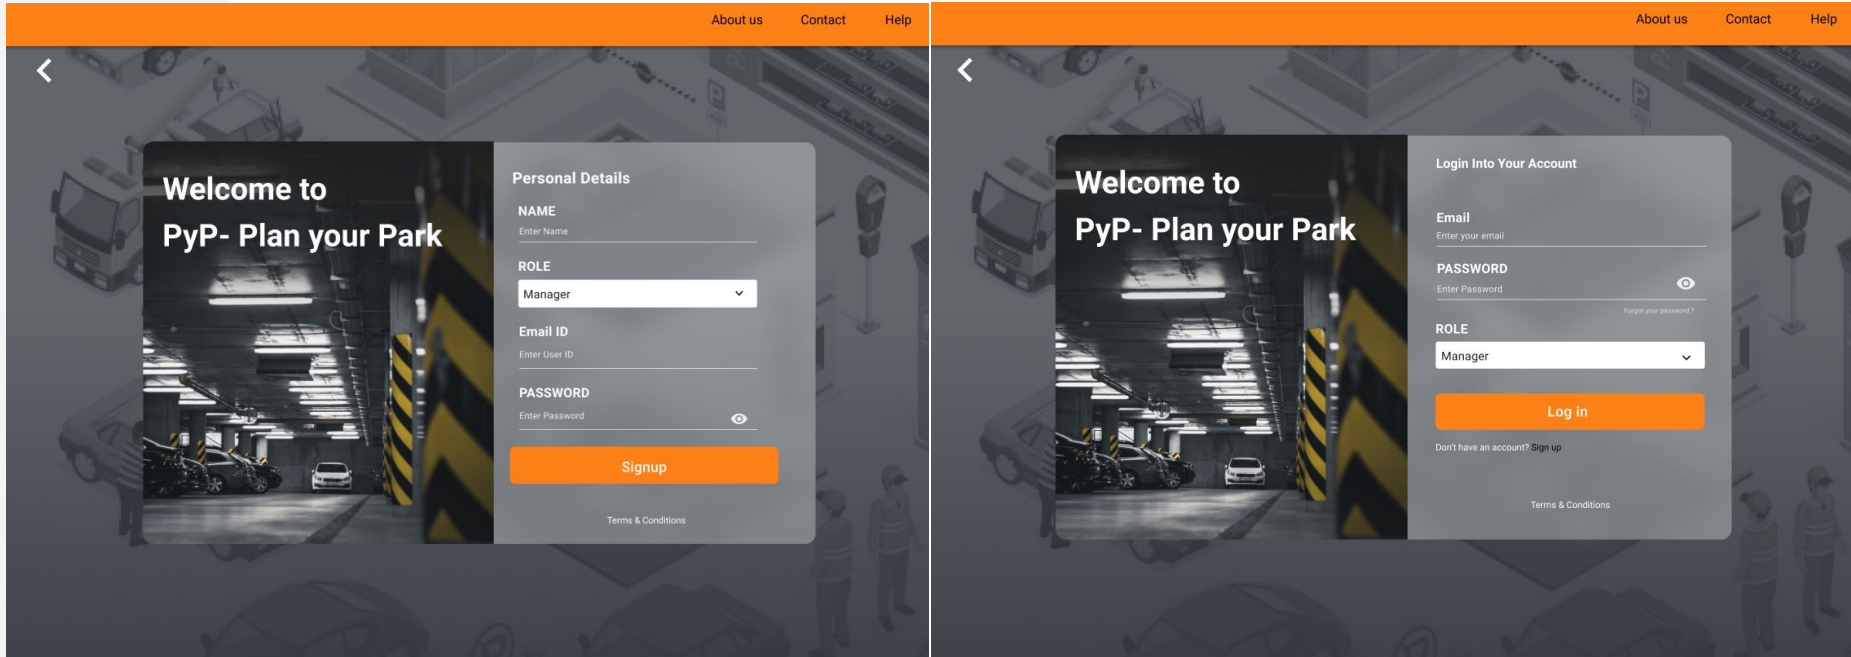 About us Contact Help
Welcome to
PyP- Plan your Park
Personal Details
NAME
Enter Name
ROLE
Manager
Email ID
Enter User ID
PASSWORD
Enter Password
Signup
Terms & Conditions
About us Contact Help
Welcome to
PyP- Plan your Park
Login Into Your Account
Email
Enter your email
PASSWORD
Enter Password
Forgot your password ?
ROLE
Manager
Log in
Don't have an account? Sign up
Terms & Conditions